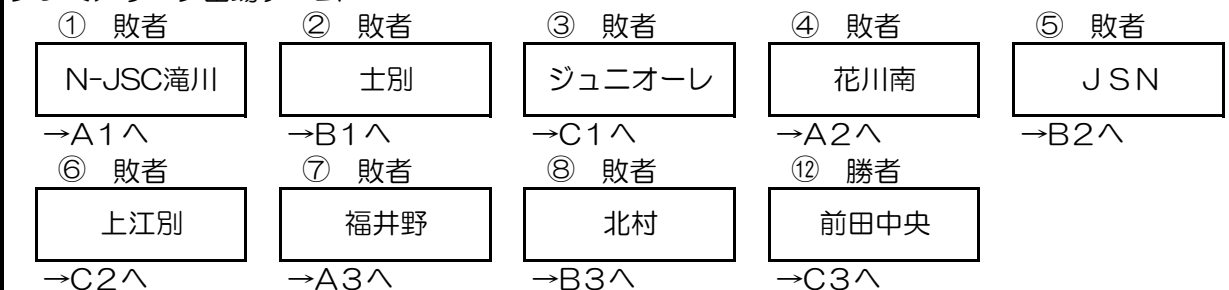 ① 敗者 ② 敗者 ③ 敗者 ④ 敗者 ⑤ 敗者
N-JSC滝川 士別 ジュニオーレ 花川南 ＪＳＮ
→A１へ →B１へ →C１へ →A２へ →B２へ
⑥ 敗者 ⑦ 敗者 ⑧ 敗者 ⑫ 勝者
上江別 福井野 北村 前田中央
→C２へ →A３へ →B３へ →C３へ